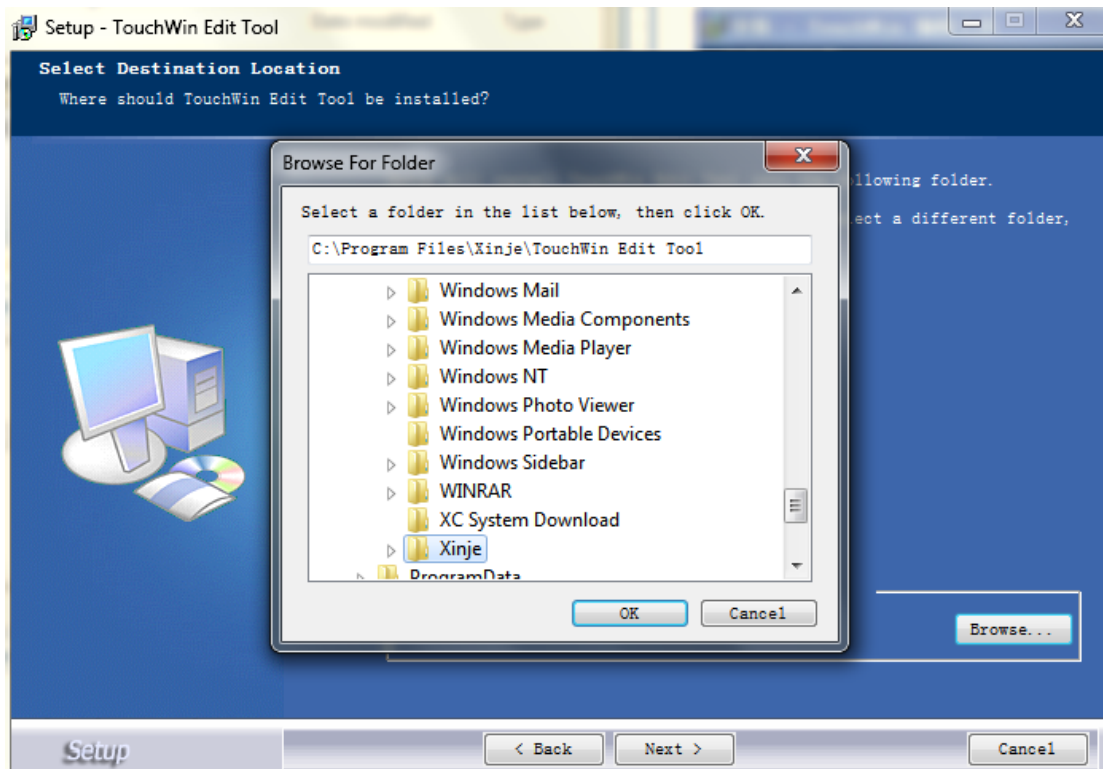 Setup - TouchWin Edit Tool
Select Destination Location
Where should TouchWin Edit Tool be installed?
Browse For Folder
llowing folder.
Select a folder in the list below, then click OK.
ect a different folder,
C:\Program Files\Xinje\TouchWin Edit Tool
Windows Mail
Windows Media Components
Windows Media Player
Windows NT
Windows Photo Viewer
Windows Portable Devices
Windows Sidebar
WINRAR
XC System Download
Xinje
ProgramData
OK
Cancel
Browse...
Setup
< Back
Next >
Cancel